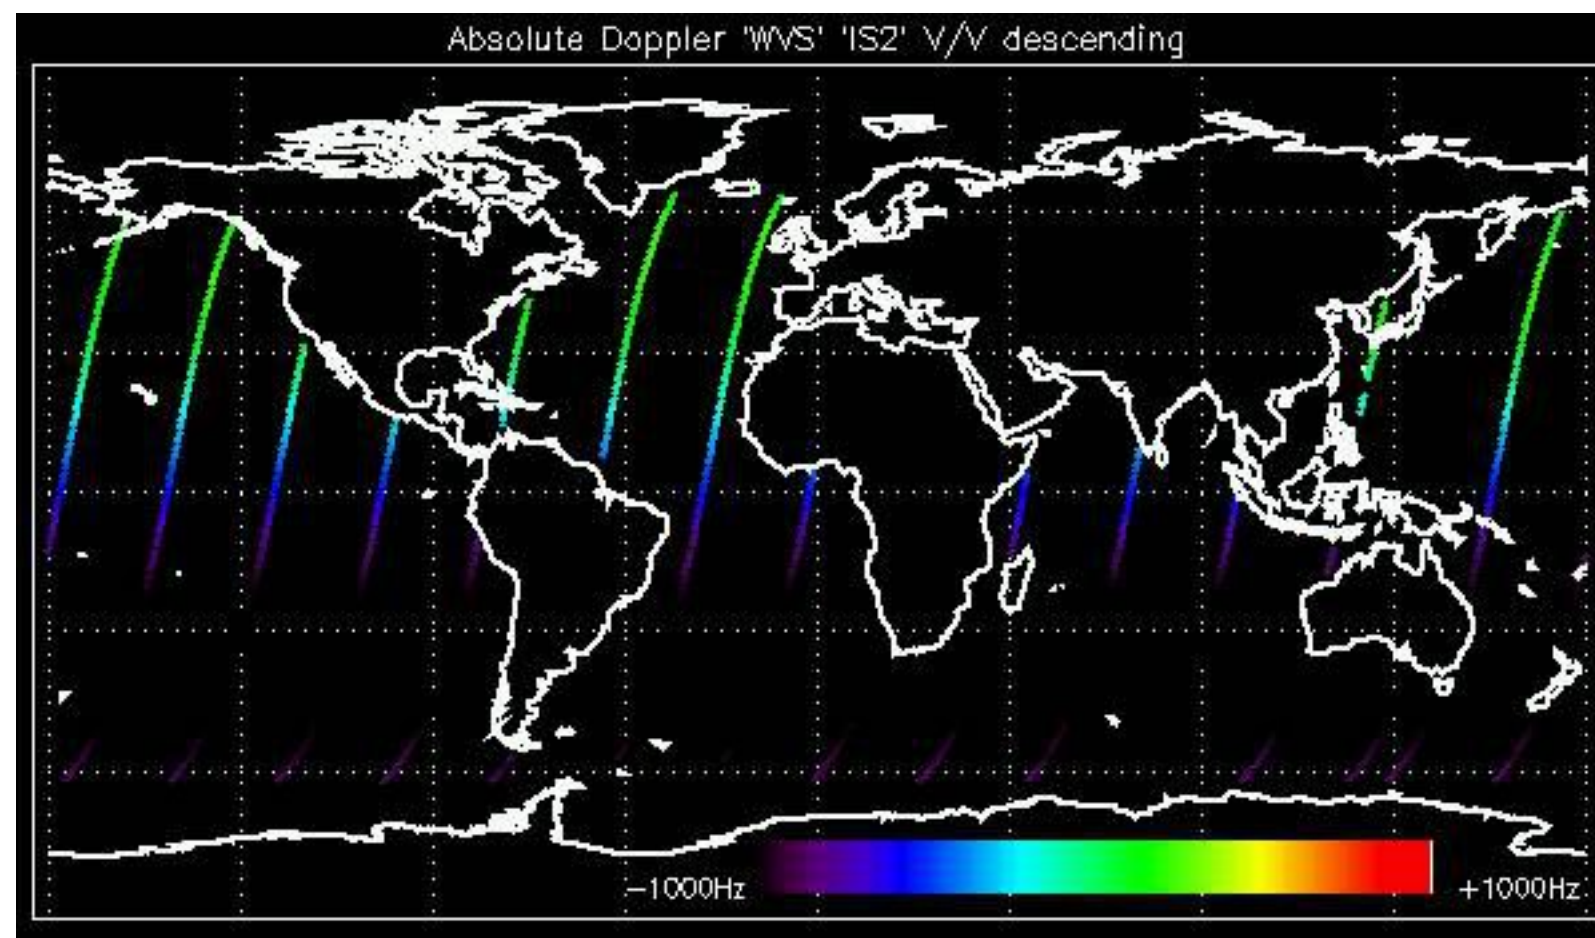 Absolute Doppler 'WVS' 'IS2' V/V descending
-1000Hz +1000Hz